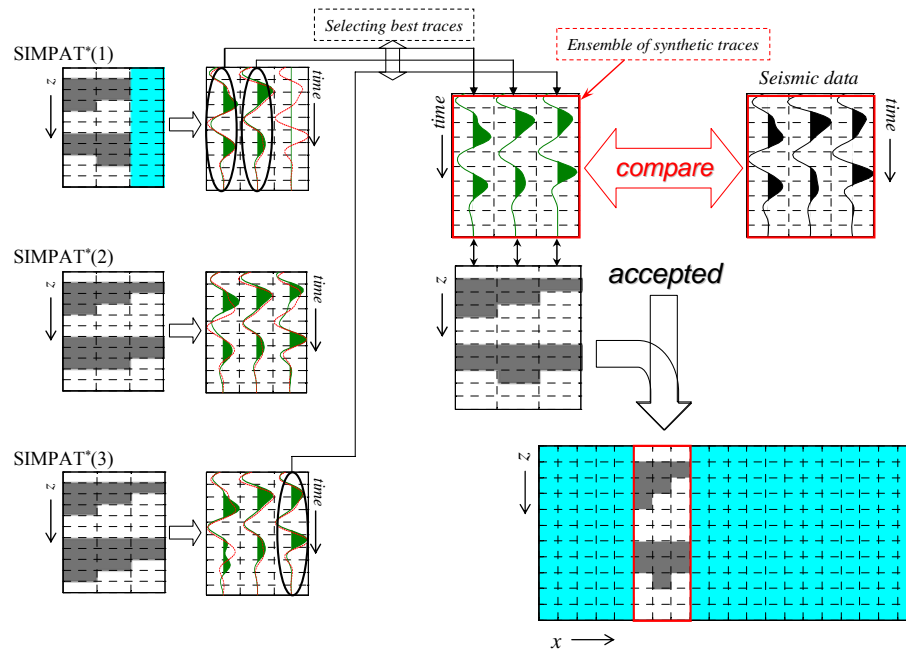 Selecting best traces
Ensemble of synthetic traces
SIMPAT*(1)
z
time
time
Seismic data
time
compare
SIMPAT*(2)
z
time
z
accepted
SIMPAT*(3)
z
time
z
x